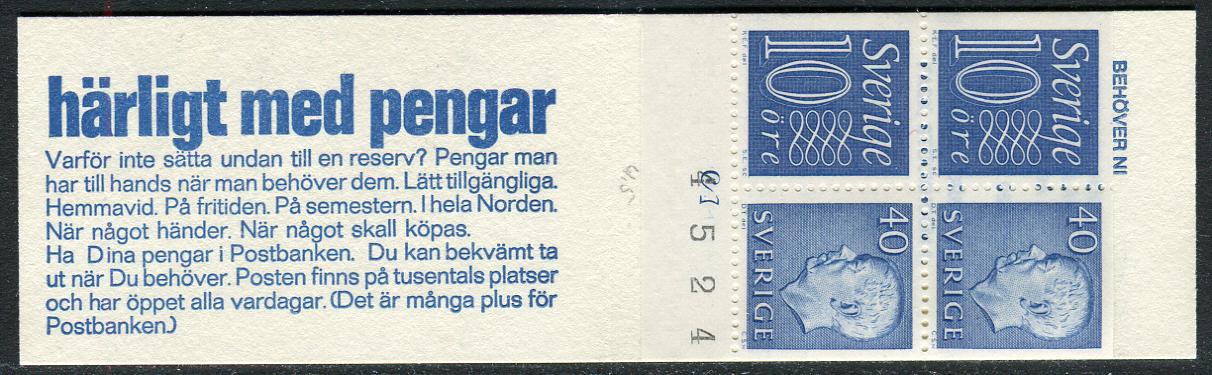 härligt med pengar
Varför inte sätta undan till en reserv? Pengar man
har till hands när man behöver dem. Lätt tillgängliga.
Hemmavid. På fritiden. På semestern. I hela Norden.
När något händer. När något skall köpas.
Ha Dina pengar i Postbanken. Du kan bekvämt ta
ut när Du behöver. Posten finns på tusentals platser
och har öppet alla vardagar. (Det är många plus för
Postbanken.)
4 5 2 4
Sverige
10
öre
Sverige
10
öre
40
SVERIGE
40
SVERIGE
BEHÖVER NI